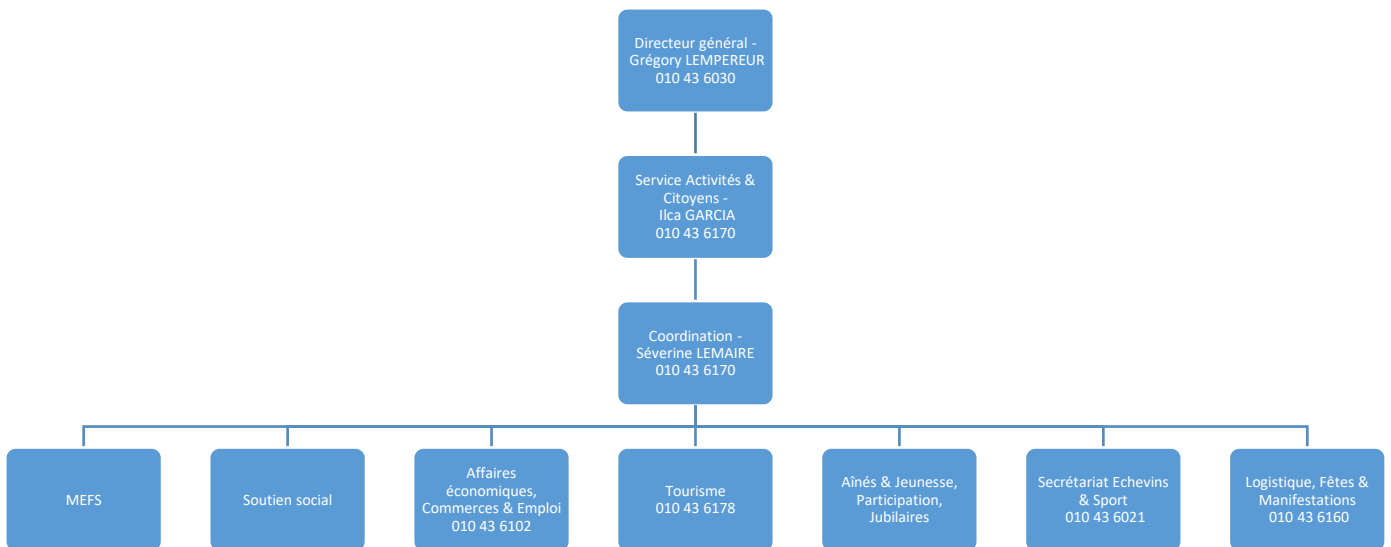 Directeur général -
Grégory LEMPEREUR
010 43 6030
Service Activités &
Citoyens -
Ilca GARCIA
010 43 6170
Coordination -
Séverine LEMAIRE
010 43 6170
MEFS
Soutien social
Affaires
économiques,
Commerces & Emploi
010 43 6102
Tourisme
010 43 6178
Aînés & Jeunesse,
Participation,
Jubilaires
Secrétariat Echevins
& Sport
010 43 6021
Logistique, Fêtes &
Manifestations
010 43 6160